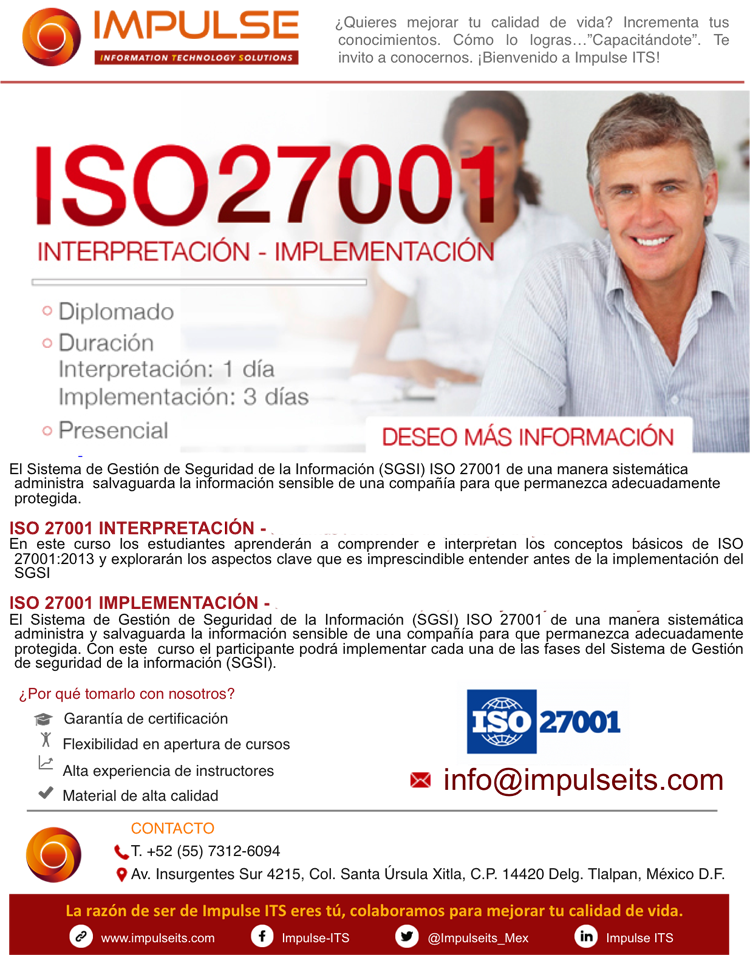 IMPULSE
INFORMATION TECHNOLOGY SOLUTIONS
¿Quieres mejorar tu calidad de vida? Incrementa tus
conocimientos. Cómo lo logras…”Capacitándote”. Te
invito a conocernos. ¡Bienvenido a Impulse ITS!
ISO27001
INTERPRETACIÓN - IMPLEMENTACIÓN
Diplomado
Duración
Interpretación: 1 día
Implementación: 3 días
Presencial
DESEO MÁS INFORMACIÓN
El Sistema de Gestión de Seguridad de la Información (SGSI) ISO 27001 de una manera sistemática
administra salvaguarda la información sensible de una compañía para que permanezca adecuadamente
protegida.
ISO 27001 INTERPRETACIÓN -
En este curso los estudiantes aprenderán a comprender e interpretan los conceptos básicos de ISO
27001:2013 y explorarán los aspectos clave que es imprescindible entender antes de la implementación del
SGSI
ISO 27001 IMPLEMENTACIÓN -
El Sistema de Gestión de Seguridad de la Información (SGSI) ISO 27001 de una manera sistemática
administra y salvaguarda la información sensible de una compañía para que permanezca adecuadamente
protegida. Con este curso el participante podrá implementar cada una de las fases del Sistema de Gestión
de seguridad de la información (SGSI).
¿Por qué tomarlo con nosotros?
Garantía de certificación
Flexibilidad en apertura de cursos
Alta experiencia de instructores
Material de alta calidad
ISO 27001
info@impulseits.com
CONTACTO
T. +52 (55) 7312-6094
Av. Insurgentes Sur 4215, Col. Santa Úrsula Xitla, C.P. 14420 Delg. Tlalpan, México D.F.
La razón de ser de Impulse ITS eres tú, colaboramos para mejorar tu calidad de vida.
www.impulseits.com
Impulse-ITS
@Impulseits_Mex
Impulse ITS